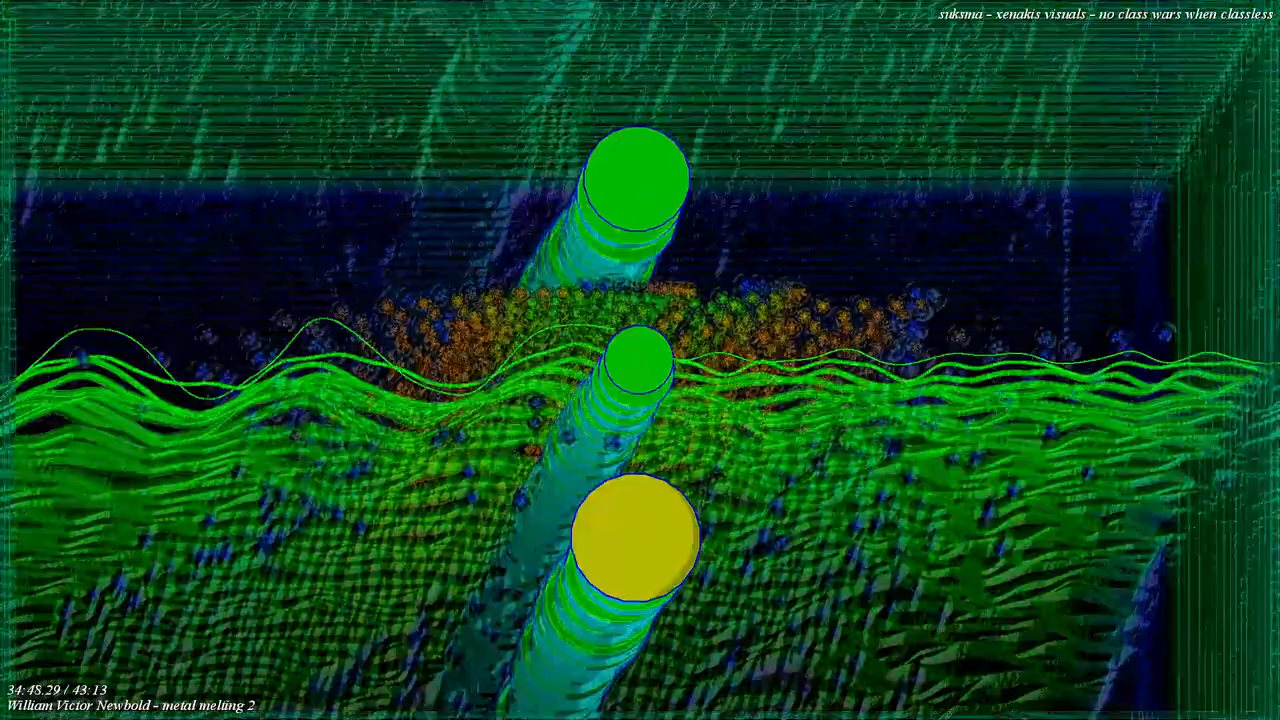 suksma - xenakis visuals - no class wars when classless
34:48.29 / 43:13
William Victor Newbold - metal melting 2